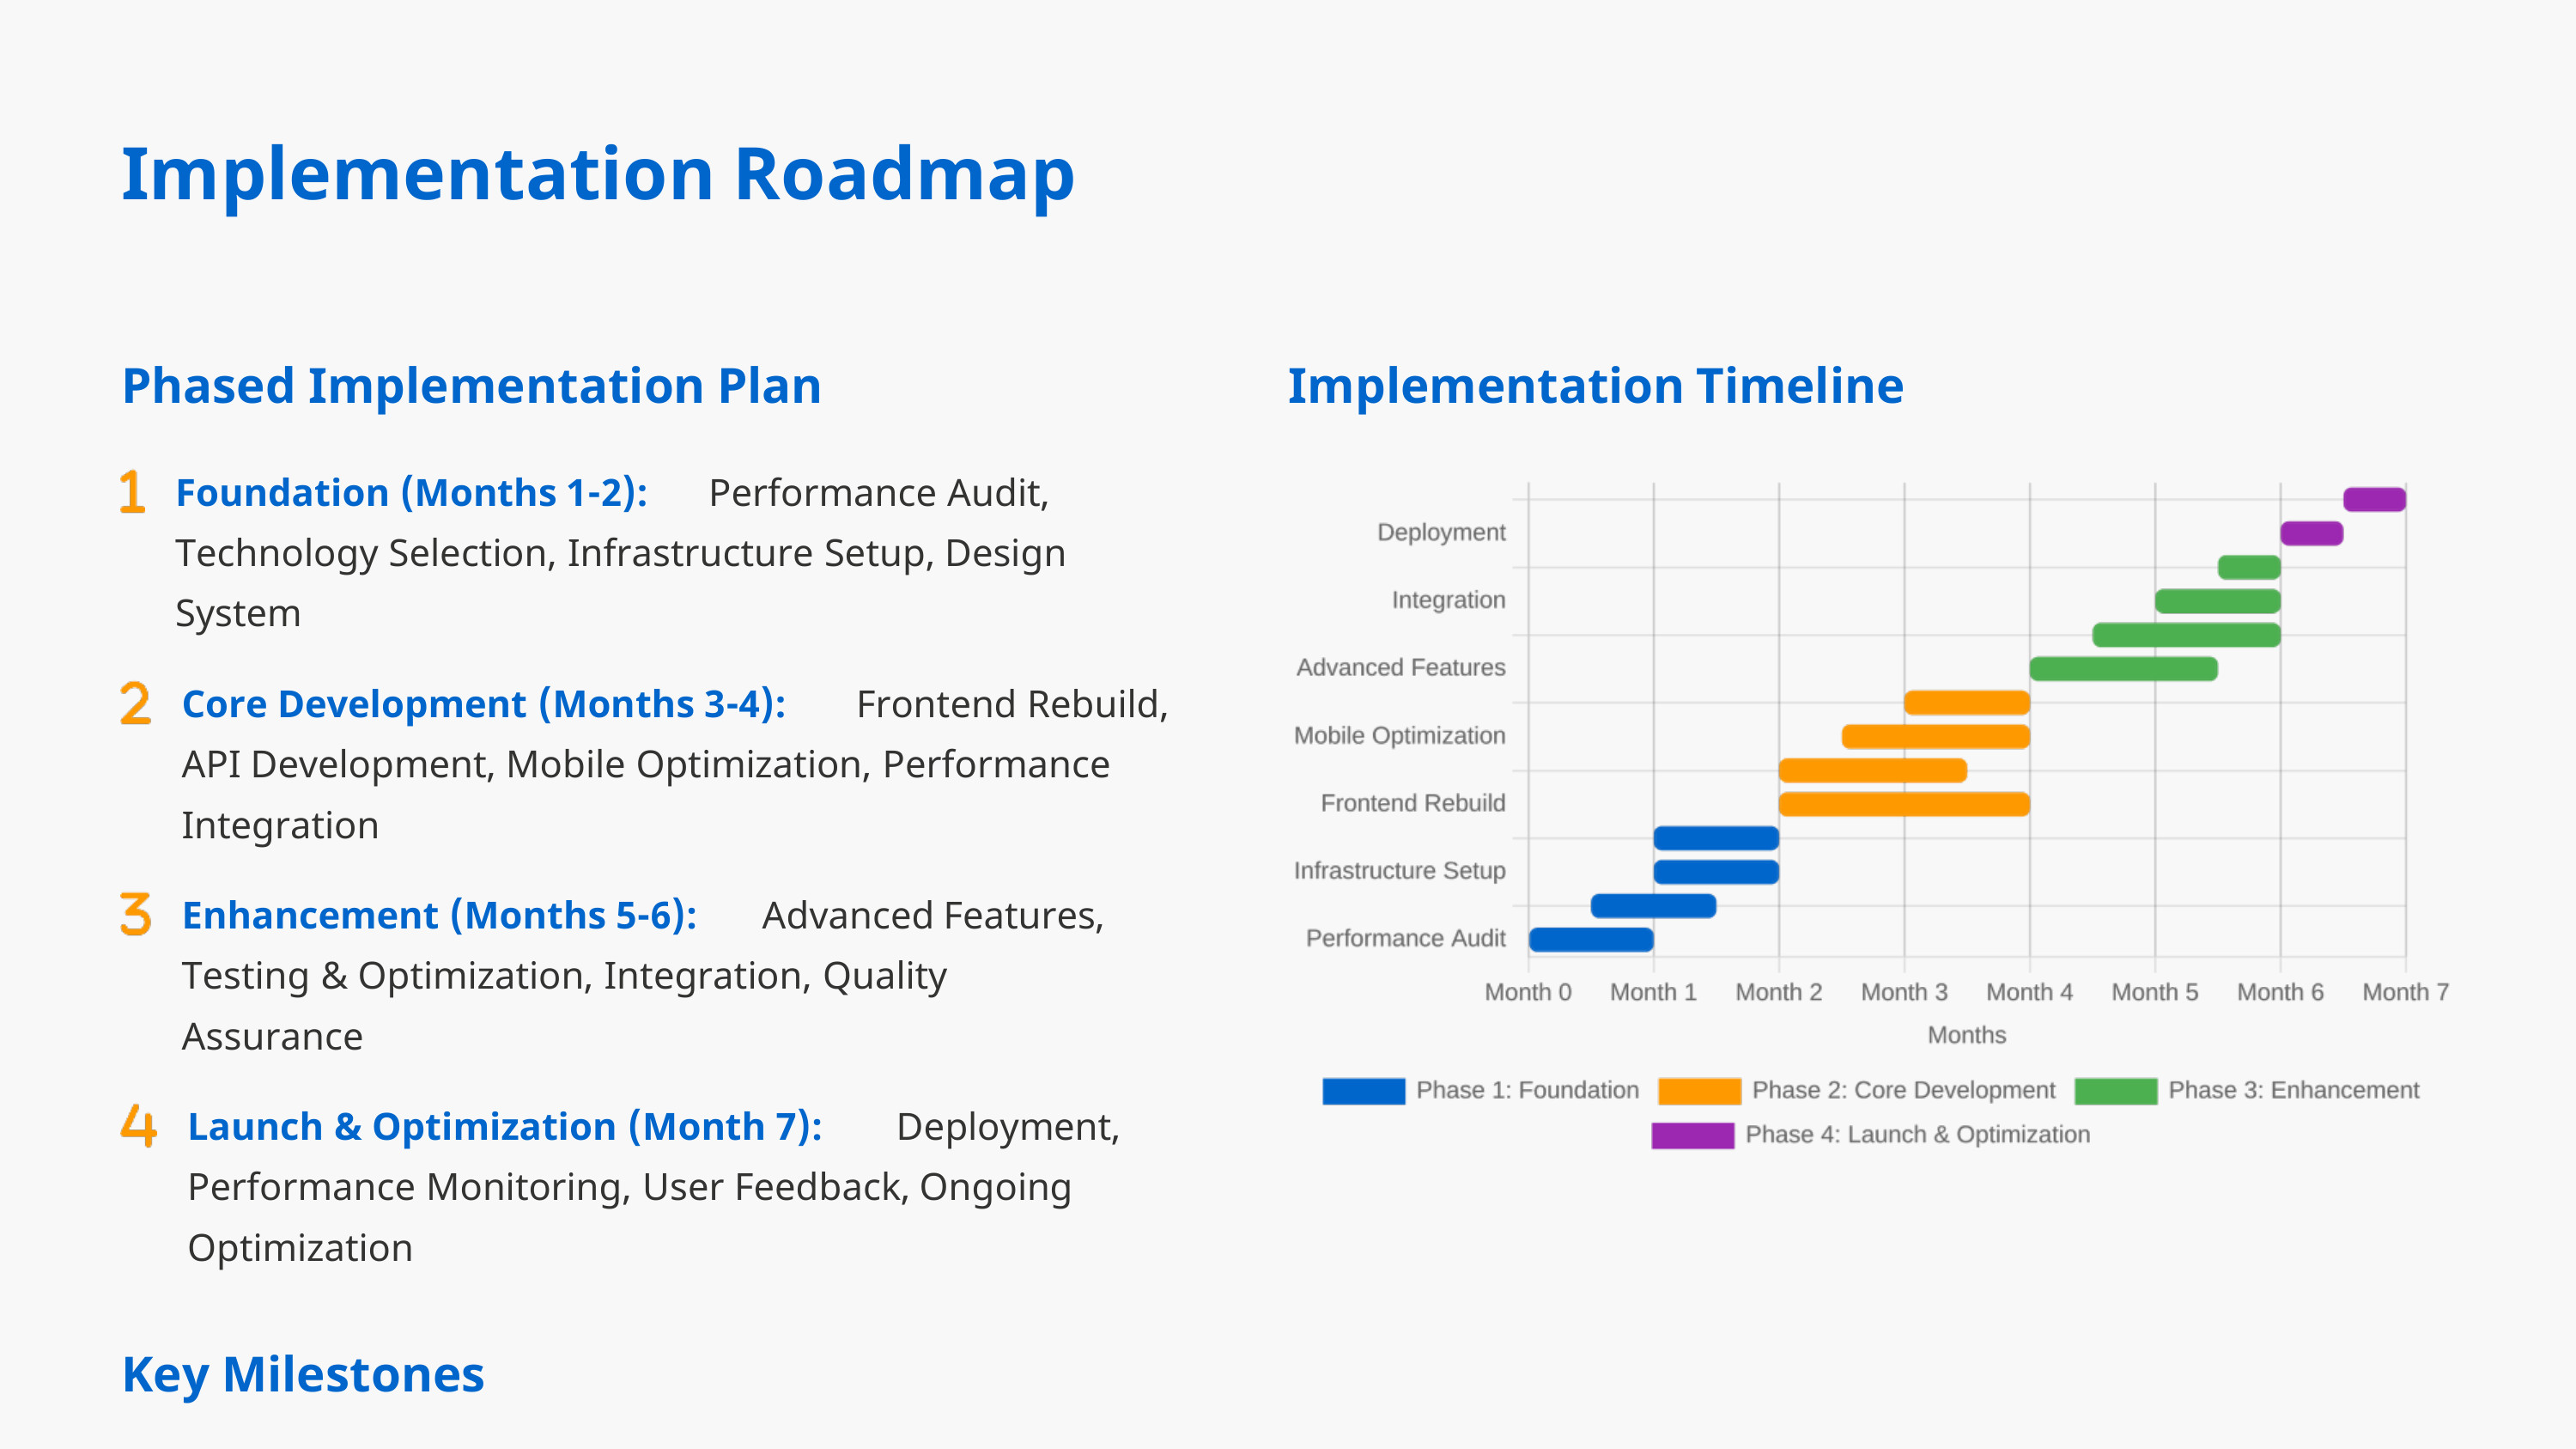 Implementation Roadmap
Phased Implementation Plan
1 Foundation (Months 1-2): Performance Audit,
Technology Selection, Infrastructure Setup, Design
System
2 Core Development (Months 3-4): Frontend Rebuild,
API Development, Mobile Optimization, Performance
Integration
3 Enhancement (Months 5-6): Advanced Features,
Testing & Optimization, Integration, Quality
Assurance
4 Launch & Optimization (Month 7): Deployment,
Performance Monitoring, User Feedback, Ongoing
Optimization
Key Milestones
Implementation Timeline
Deployment
Integration
Advanced Features
Mobile Optimization
Frontend Rebuild
Infrastructure Setup
Performance Audit
Month 0 Month 1 Month 2 Month 3 Month 4 Month 5 Month 6 Month 7
Months
Phase 1: Foundation Phase 2: Core Development Phase 3: Enhancement
Phase 4: Launch & Optimization